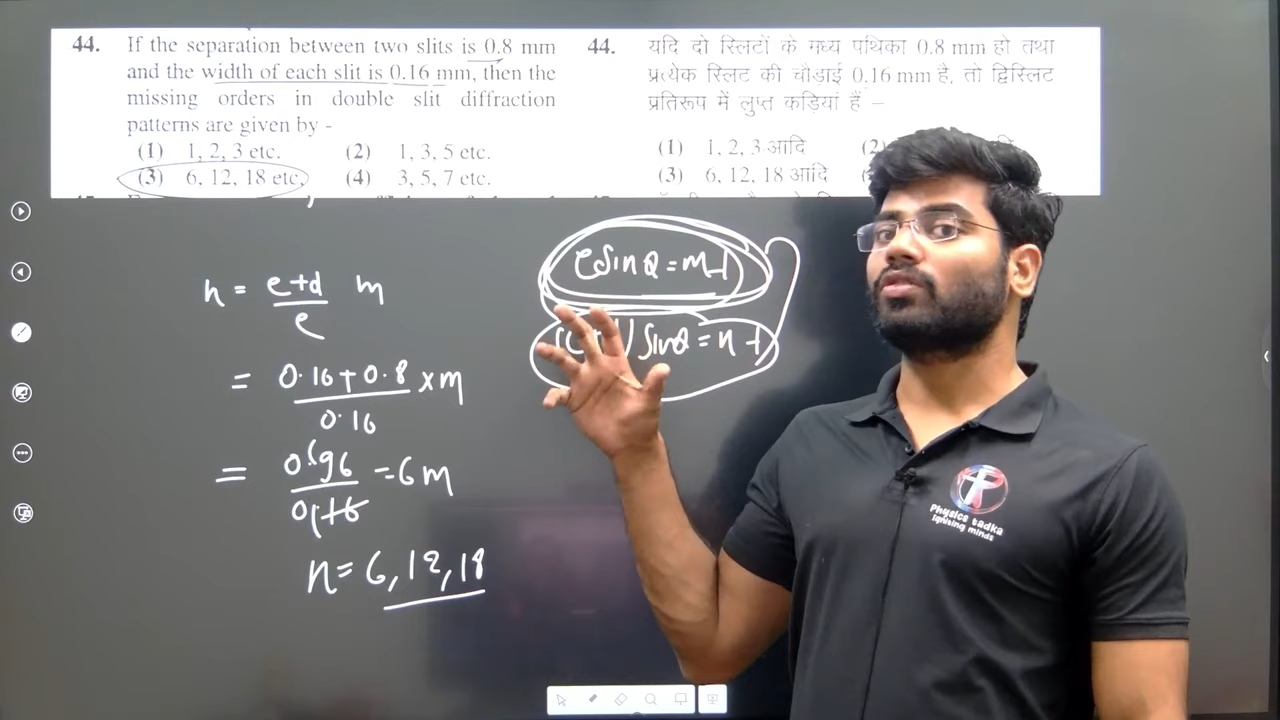 44. If the separation between two slits is 0.8 mm
and the width of each slit is 0.16 mm, then the
missing orders in double slit diffraction
patterns are given by -
(1) 1, 2, 3 etc. (2) 1, 3, 5 etc.
(3) 6, 12, 18 etc. (4) 3, 5, 7 etc.
44. यदि दो स्लिटों के मध्य पथिका 0.8 mm हो तथा
प्रत्येक स्लिट की चौड़ाई 0.16 mm है, तो द्विस्लिट
प्रतिरूप में लुप्त कड़ियां हैं –
(1) 1, 2, 3 आदि (2)
(3) 6, 12, 18 आदि
n = e+d/e m
= 0.16+0.8/0.16 × m
= 0.96/0.16 = 6m
n = 6, 12, 18
e sinθ = m λ
sinθ = n λ
Physics tadka
Igniting minds